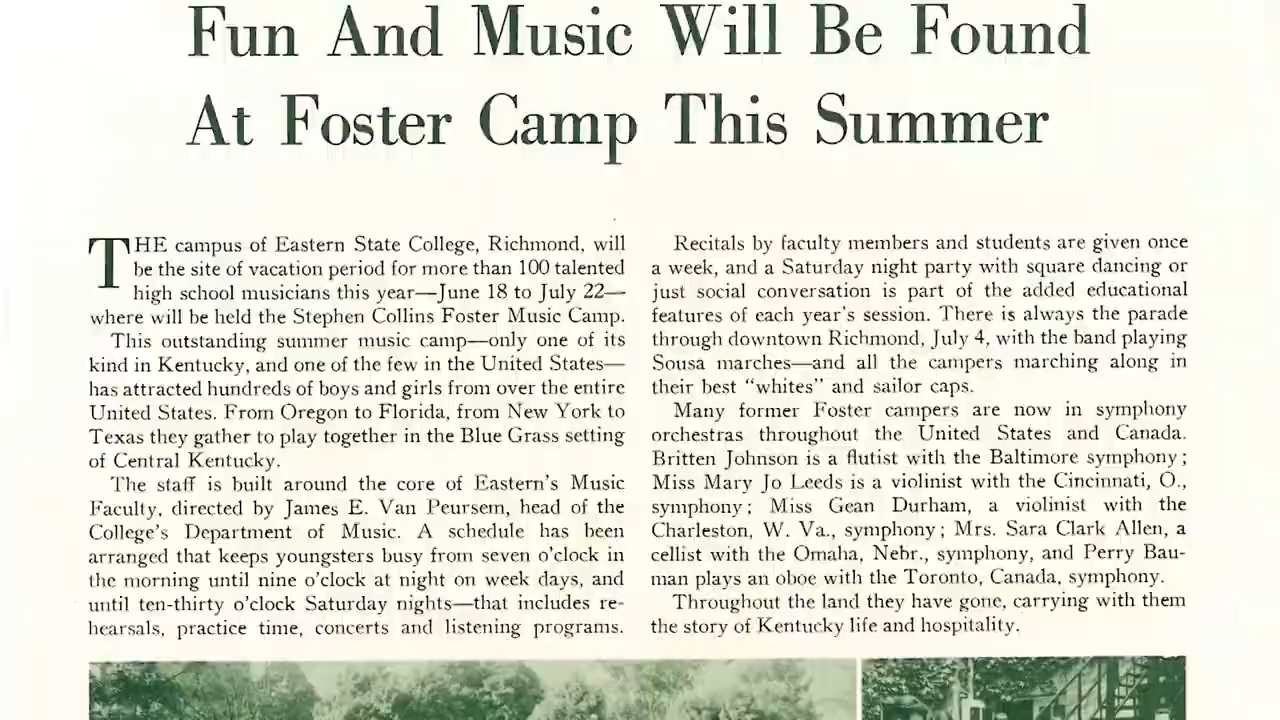 Fun And Music Will Be Found
At Foster Camp This Summer
THE campus of Eastern State College, Richmond, will
be the site of vacation period for more than 100 talented
high school musicians this year—June 18 to July 22—
where will be held the Stephen Collins Foster Music Camp.
This outstanding summer music camp—only one of its
kind in Kentucky, and one of the few in the United States—
has attracted hundreds of boys and girls from over the entire
United States. From Oregon to Florida, from New York to
Texas they gather to play together in the Blue Grass setting
of Central Kentucky.
The staff is built around the core of Eastern's Music
Faculty, directed by James E. Van Peursem, head of the
College's Department of Music. A schedule has been
arranged that keeps youngsters busy from seven o'clock in
the morning until nine o'clock at night on week days, and
until ten-thirty o'clock Saturday nights—that includes re-
hearsals, practice time, concerts and listening programs.
Recitals by faculty members and students are given once
a week, and a Saturday night party with square dancing or
just social conversation is part of the added educational
features of each year's session. There is always the parade
through downtown Richmond, July 4, with the band playing
Sousa marches—and all the campers marching along in
their best "whites" and sailor caps.
Many former Foster campers are now in symphony
orchestras throughout the United States and Canada.
Britten Johnson is a flutist with the Baltimore symphony;
Miss Mary Jo Leeds is a violinist with the Cincinnati, O.,
symphony; Miss Gean Durham, a violinist with the
Charleston, W. Va., symphony; Mrs. Sara Clark Allen, a
cellist with the Omaha, Nebr., symphony, and Perry Bau-
man plays an oboe with the Toronto, Canada, symphony.
Throughout the land they have gone, carrying with them
the story of Kentucky life and hospitality.